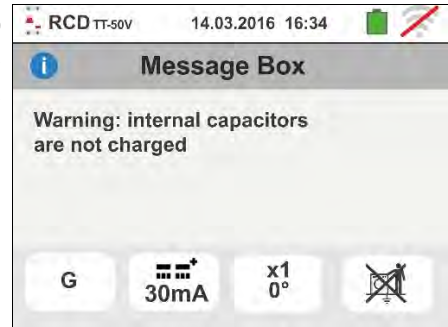 RCD TT-50V 14.03.2016 16:34
Message Box
Warning: internal capacitors
are not charged
G 30mA x1 0°